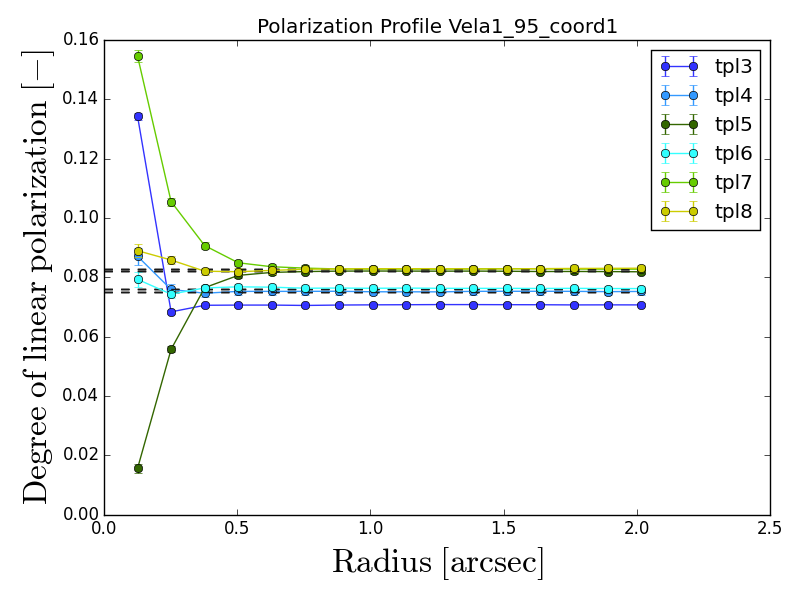 Polarization Profile Vela1_95_coord1
Degree of linear polarization [−]
0.16
0.14
0.12
0.10
0.08
0.06
0.04
0.02
0.00
tpl3
tpl4
tpl5
tpl6
tpl7
tpl8
0.0 0.5 1.0 1.5 2.0 2.5
Radius [arcsec]